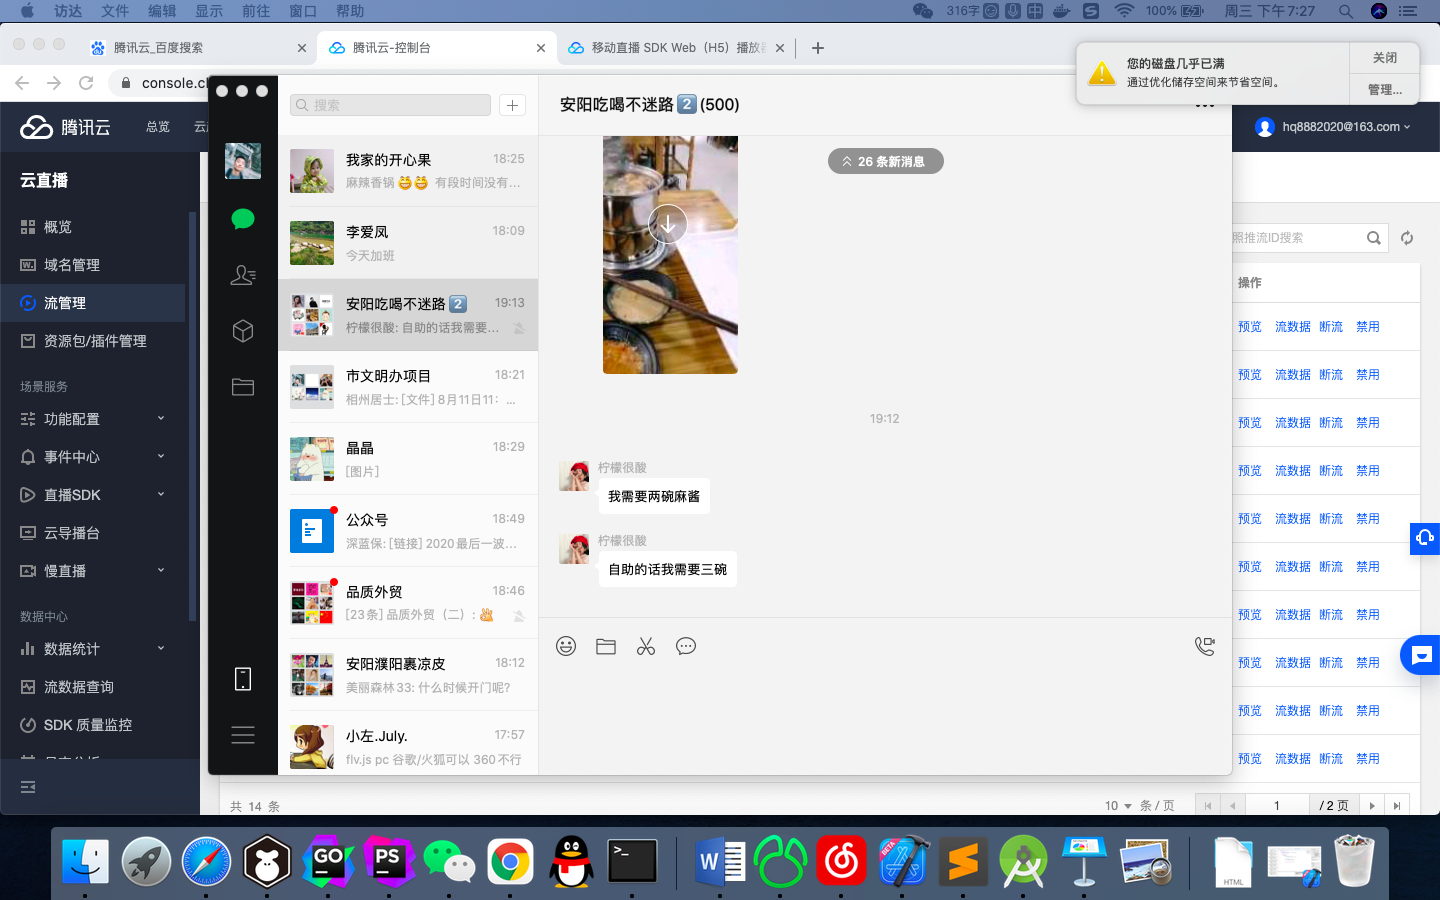 访达 文件 编辑 显示 前往 窗口 帮助
316字 100% 周三 下午7:27
腾讯云_百度搜索
腾讯云-控制台
移动直播 SDK Web（H5）播放
console.cl
您的磁盘几乎已满
通过优化储存空间来节省空间。
关闭
管理...
腾讯云
总览
hq8882020@163.com
云直播
概览
域名管理
流管理
资源包/插件管理
场景服务
功能配置
事件中心
直播SDK
云导播台
慢直播
数据中心
数据统计
流数据查询
SDK 质量监控
搜索
我家的开心果 18:25
麻辣香锅 有段时间没有...
李爱凤 18:09
今天加班
安阳吃喝不迷路 2 19:13
柠檬很酸: 自助的话我需要...
市文明办项目 18:21
相州居士: [文件] 8月11日11：...
晶晶 18:29
[图片]
公众号 18:49
深蓝保: [链接] 2020最后一波...
品质外贸 18:46
[23条] 品质外贸（二）:
安阳濮阳裹凉皮 18:12
美丽森林33: 什么时候开门呢?
小左.July. 17:57
flv.js pc 谷歌/火狐可以 360不行
安阳吃喝不迷路 2 (500)
26 条新消息
19:12
柠檬很酸
我需要两碗麻酱
柠檬很酸
自助的话我需要三碗
照推流ID搜索
操作
预览 流数据 断流 禁用
预览 流数据 断流 禁用
预览 流数据 断流 禁用
预览 流数据 断流 禁用
预览 流数据 断流 禁用
预览 流数据 断流 禁用
预览 流数据 断流 禁用
预览 流数据 断流 禁用
预览 流数据 断流 禁用
预览 流数据 断流 禁用
共 14 条
10 条 / 页
1 / 2 页
GO
PS
>_
W
BETA
HTML